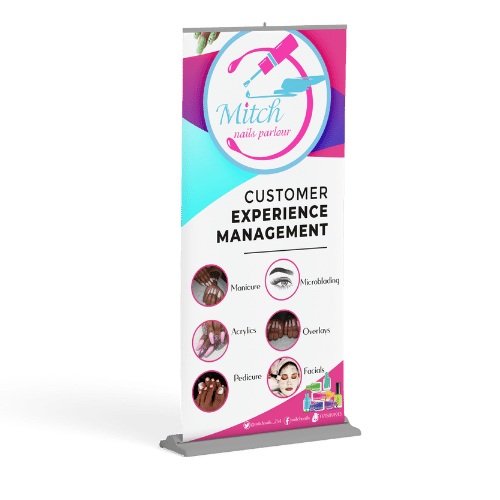 Mitch
nails parlour
CUSTOMER
EXPERIENCE
MANAGEMENT
Manicure
Microblading
Acrylics
Overlays
Pedicure
Facials